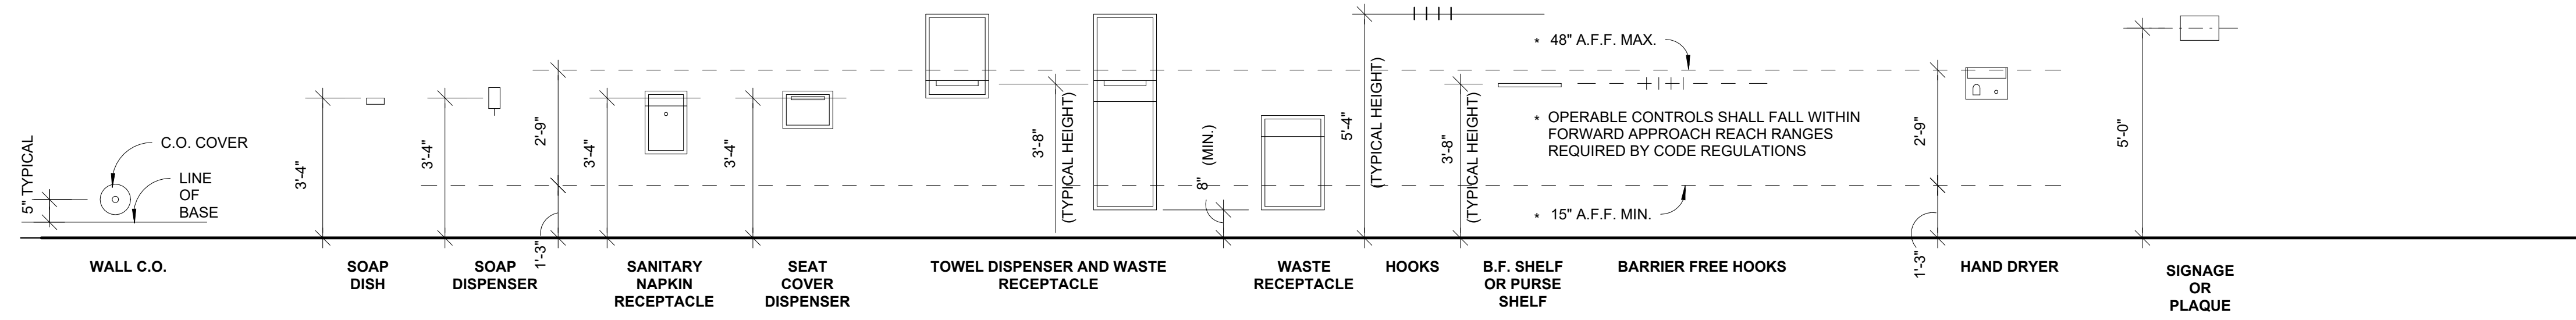 5" TYPICAL
C.O. COVER
LINE
OF
BASE
WALL C.O.
3'-4"
SOAP
DISH
3'-4"
SOAP
DISPENSER
2'-9"
1'-3"
3'-4"
SANITARY
NAPKIN
RECEPTACLE
3'-4"
SEAT
COVER
DISPENSER
3'-8"
(TYPICAL HEIGHT)
TOWEL DISPENSER AND WASTE
RECEPTACLE
8" (MIN.)
WASTE
RECEPTACLE
5'-4"
(TYPICAL HEIGHT)
HOOKS
3'-8"
(TYPICAL HEIGHT)
B.F. SHELF
OR PURSE
SHELF
* 48" A.F.F. MAX.
* OPERABLE CONTROLS SHALL FALL WITHIN
FORWARD APPROACH REACH RANGES
REQUIRED BY CODE REGULATIONS
* 15" A.F.F. MIN.
BARRIER FREE HOOKS
2'-9"
1'-3"
HAND DRYER
5'-0"
SIGNAGE
OR
PLAQUE